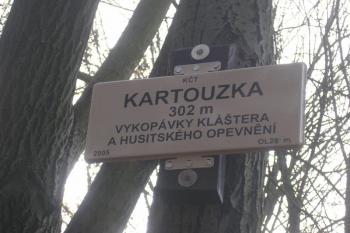 KČT
KARTOUZKA
302 m
VYKOPÁVKY KLÁŠTERA
A HUSITSKÉHO OPEVNĚNÍ
2005